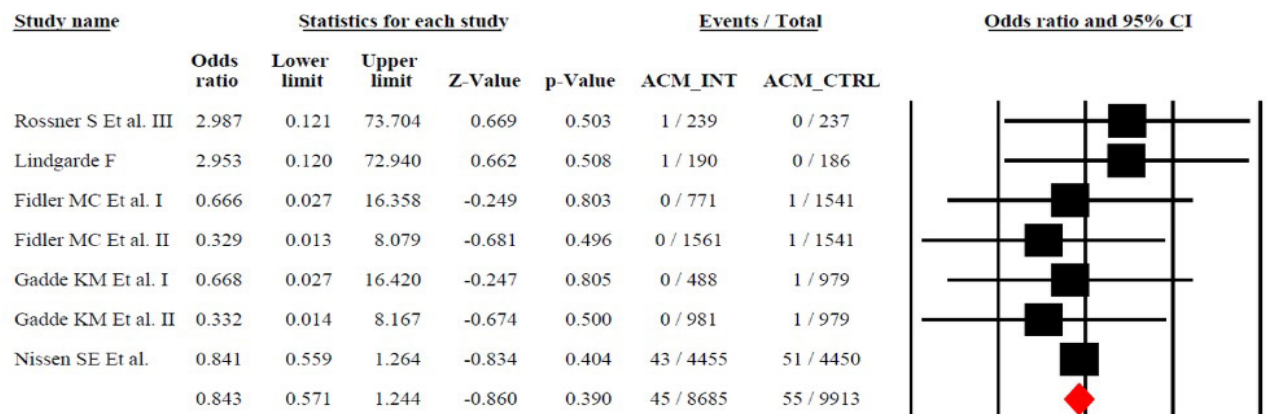 Study name Statistics for each study Events / Total Odds ratio and 95% CI
Odds ratio Lower limit Upper limit Z-Value p-Value ACM_INT ACM_CTRL
Rossner S Et al. III 2.987 0.121 73.704 0.669 0.503 1 / 239 0 / 237
Lindgarde F 2.953 0.120 72.940 0.662 0.508 1 / 190 0 / 186
Fidler MC Et al. I 0.666 0.027 16.358 -0.249 0.803 0 / 771 1 / 1541
Fidler MC Et al. II 0.329 0.013 8.079 -0.681 0.496 0 / 1561 1 / 1541
Gadde KM Et al. I 0.668 0.027 16.420 -0.247 0.805 0 / 488 1 / 979
Gadde KM Et al. II 0.332 0.014 8.167 -0.674 0.500 0 / 981 1 / 979
Nissen SE Et al. 0.841 0.559 1.264 -0.834 0.404 43 / 4455 51 / 4450
0.843 0.571 1.244 -0.860 0.390 45 / 8685 55 / 9913